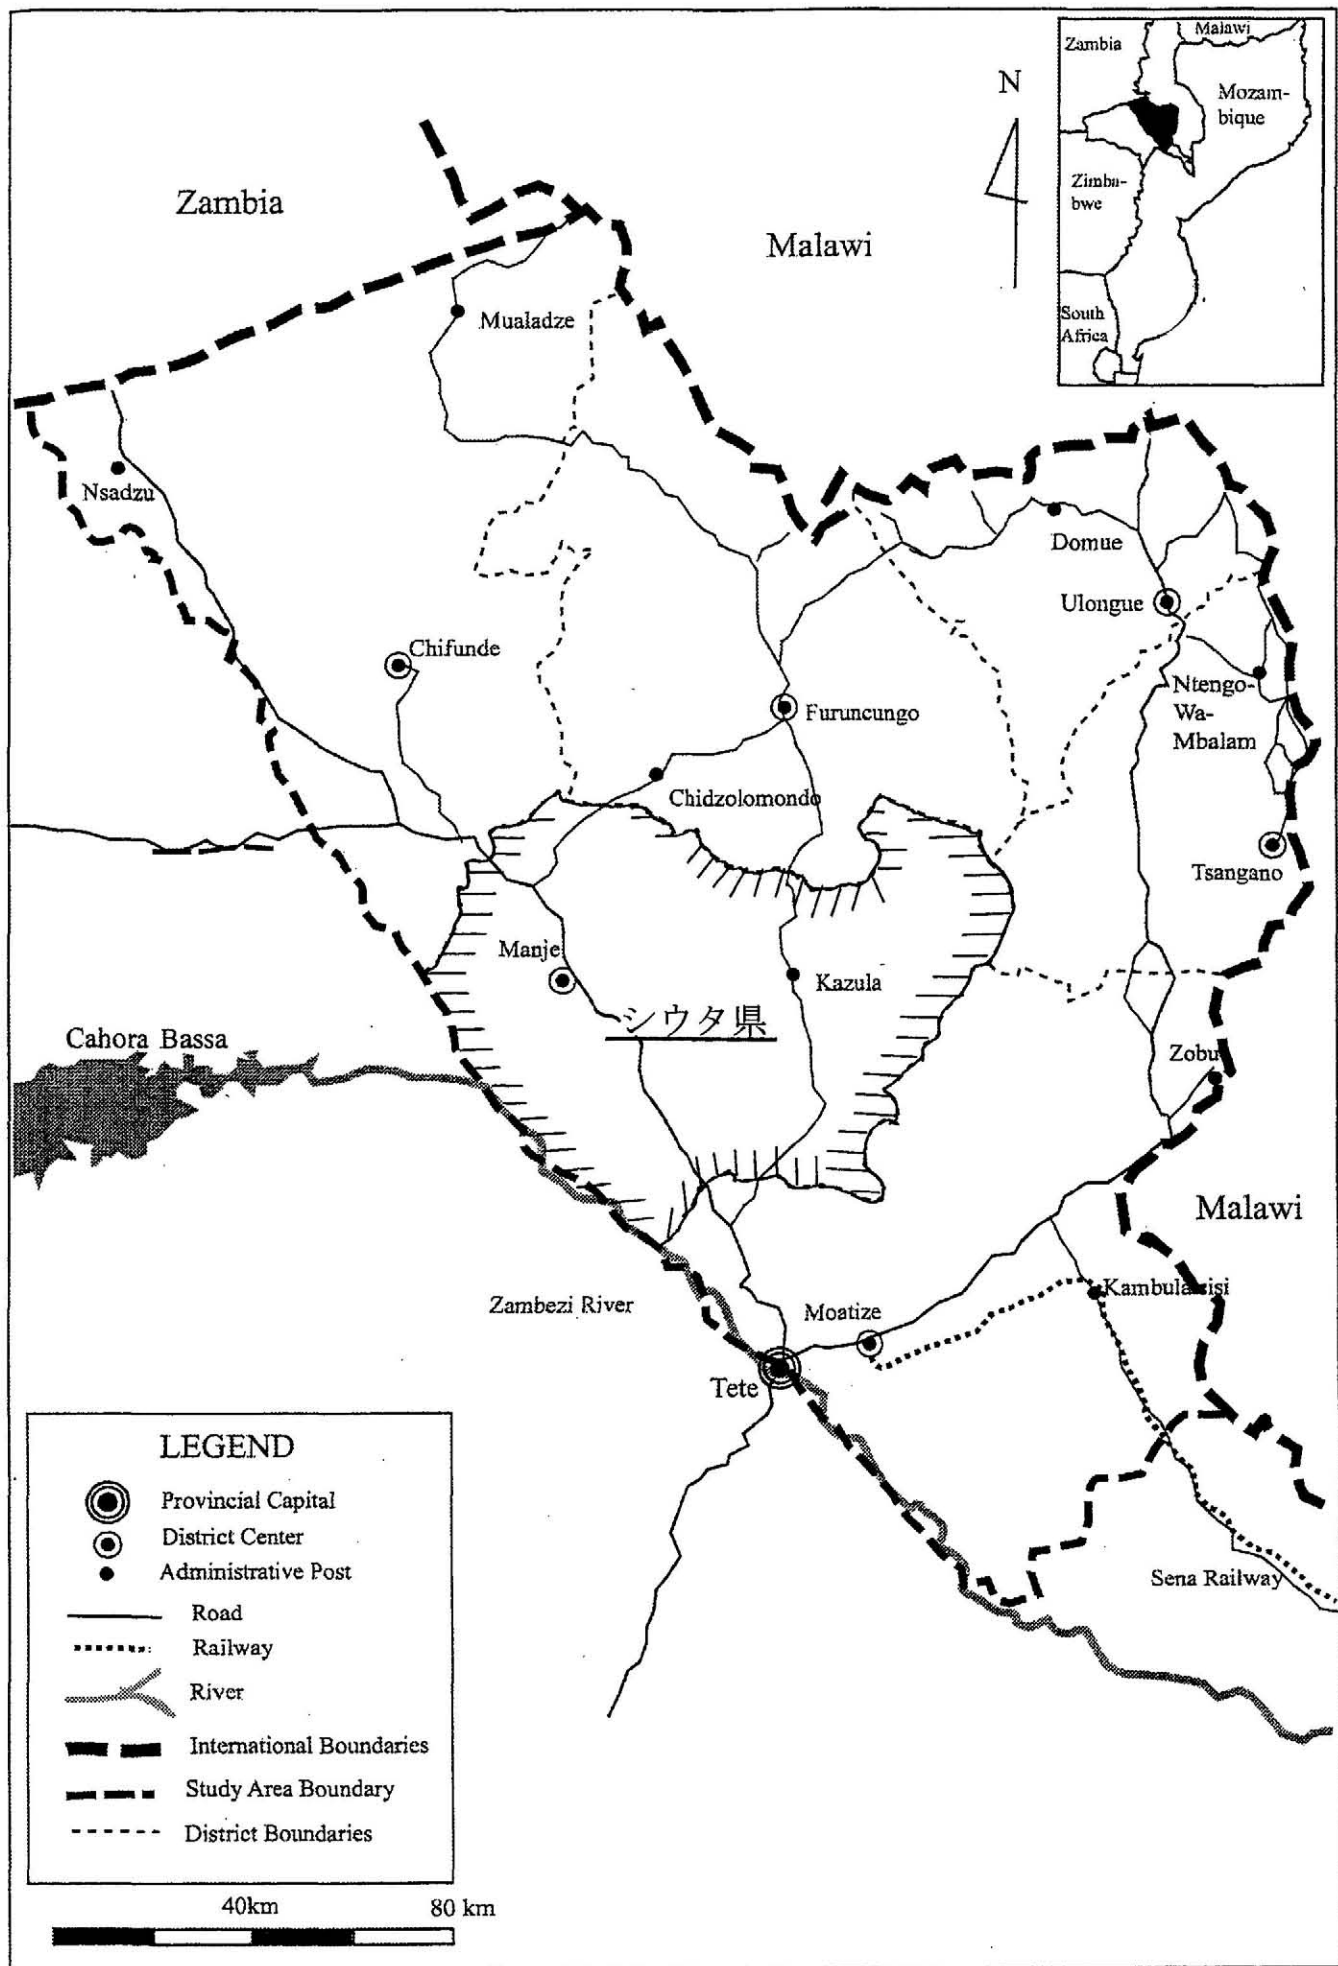 Zambia
Malawi
Mozam-
bique
Zimba-
bwe
South
Africa
N
Zambia
Malawi
Mualadze
Nsadzu
Domue
Ulongue
Chifunde
Ntengo-
Wa-
Mbalam
Furuncungo
Chidzolomondo
Tsangano
Manje
Kazula
シウタ県
Cahora Bassa
Zobu
Malawi
Zambezi River
Moatize
Tete
Sena Railway
LEGEND
Provincial Capital
District Center
Administrative Post
Road
Railway
River
International Boundaries
Study Area Boundary
District Boundaries
40km
80 km